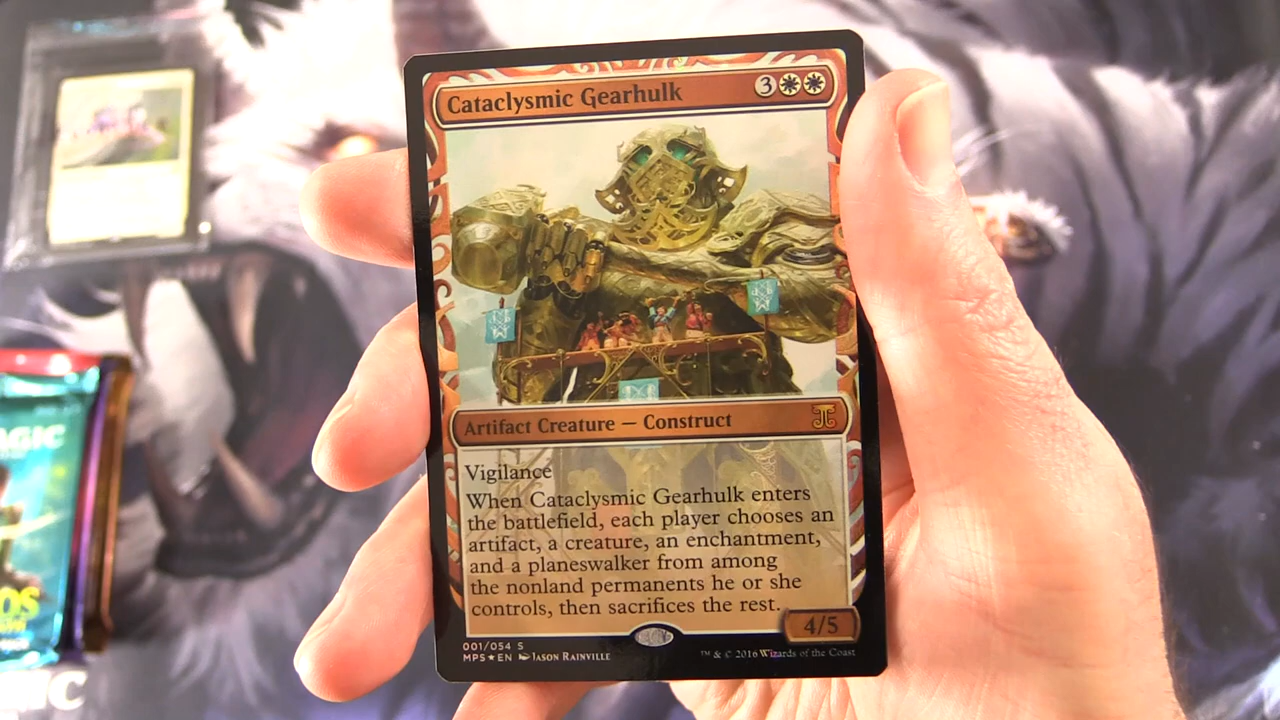 Cataclysmic Gearhulk 3
Artifact Creature — Construct
Vigilance
When Cataclysmic Gearhulk enters
the battlefield, each player chooses an
artifact, a creature, an enchantment,
and a planeswalker from among
the nonland permanents he or she
controls, then sacrifices the rest.
4/5
001/054 S
MPS★EN Jason Rainville
™ & © 2016 Wizards of the Coast